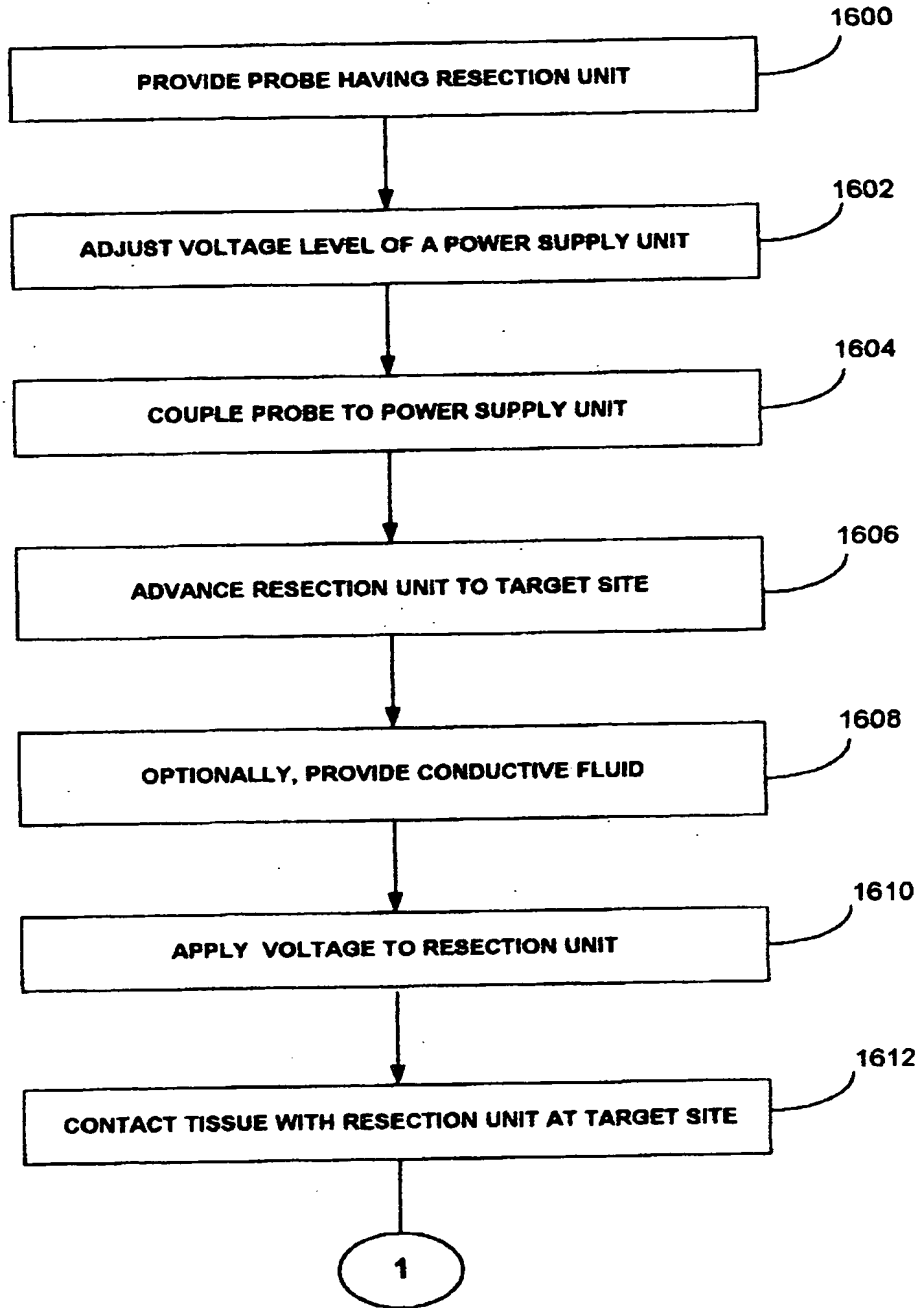 1600
PROVIDE PROBE HAVING RESECTION UNIT
1602
ADJUST VOLTAGE LEVEL OF A POWER SUPPLY UNIT
1604
COUPLE PROBE TO POWER SUPPLY UNIT
1606
ADVANCE RESECTION UNIT TO TARGET SITE
1608
OPTIONALLY, PROVIDE CONDUCTIVE FLUID
1610
APPLY VOLTAGE TO RESECTION UNIT
1612
CONTACT TISSUE WITH RESECTION UNIT AT TARGET SITE
1